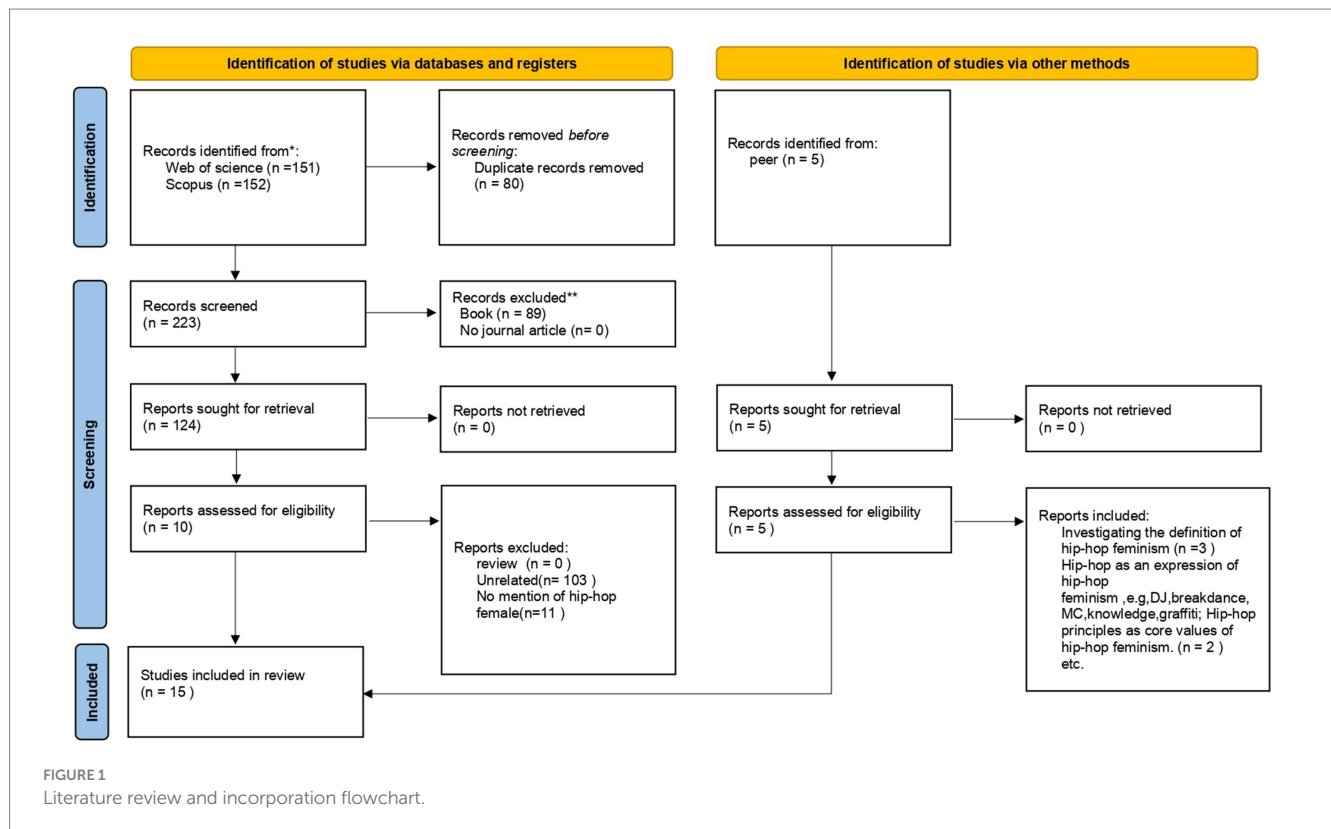 Identification of studies via databases and registers
Identification of studies via other methods
Identification
Records identified from*:
Web of science (n =151)
Scopus (n =152)
Records removed before
screening:
Duplicate records removed
(n = 80)
Records identified from:
peer (n = 5)
Screening
Records screened
(n = 223)
Records excluded**
Book (n = 89)
No journal article (n= 0)
Reports sought for retrieval
(n = 124)
Reports not retrieved
(n = 0)
Reports sought for retrieval
(n = 5)
Reports not retrieved
(n = 0 )
Reports assessed for eligibility
(n = 10)
Reports excluded:
review (n = 0 )
Unrelated(n= 103 )
No mention of hip-hop
female(n=11 )
Reports assessed for eligibility
(n = 5 )
Reports included:
Investigating the definition of
hip-hop feminism (n =3 )
Hip-hop as an expression of
hip-hop
feminism ,e.g,DJ,breakdance,
MC,knowledge,graffiti; Hip-hop
principles as core values of
hip-hop feminism. (n = 2 )
etc.
Included
Studies included in review
(n = 15 )
FIGURE 1
Literature review and incorporation flowchart.